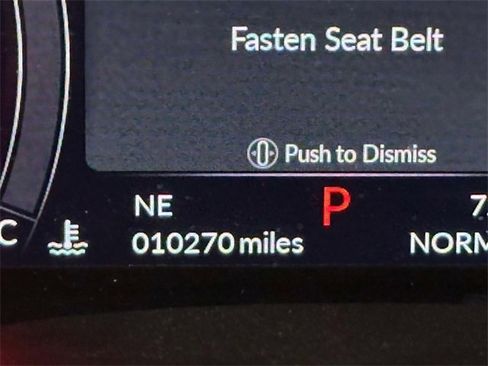 Fasten Seat Belt
Push to Dismiss
NE P
010270 miles
C